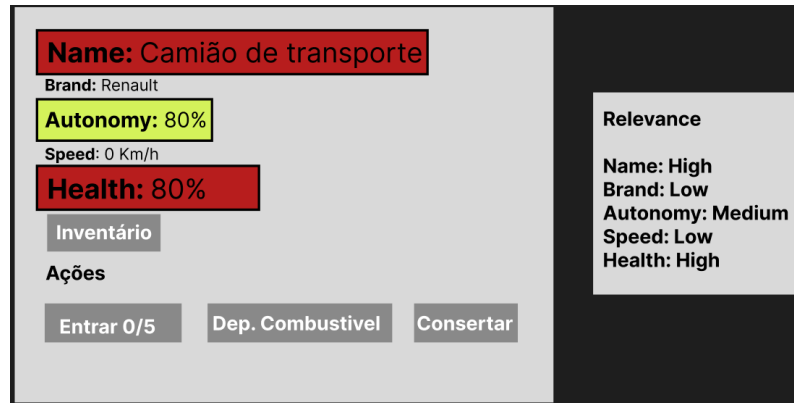 Name: Camião de transporte
Brand: Renault
Autonomy: 80%
Speed: 0 Km/h
Health: 80%
Inventário
Ações
Entrar 0/5
Dep. Combustivel
Consertar
Relevance
Name: High
Brand: Low
Autonomy: Medium
Speed: Low
Health: High